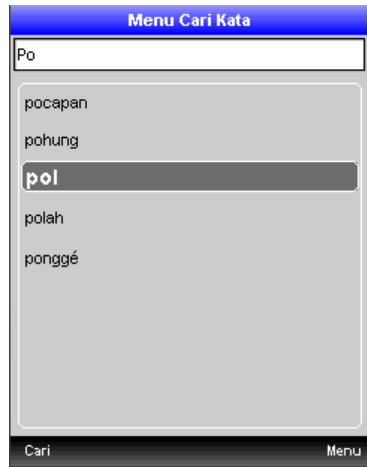 Menu Cari Kata
Po
pocapan
pohung
pol
polah
ponggé
Cari Menu